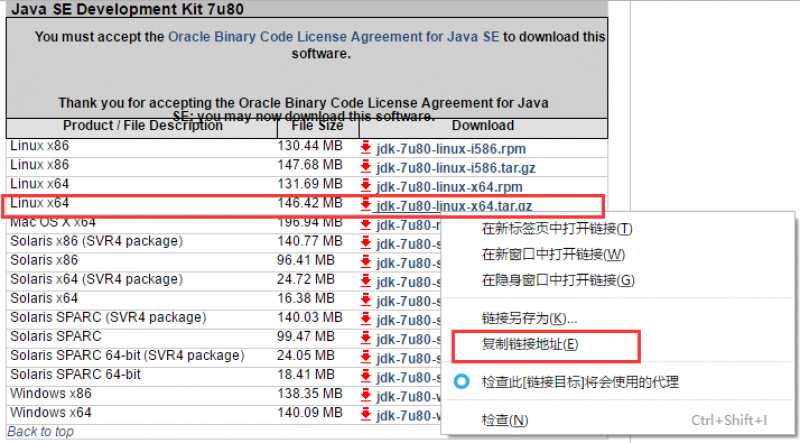 Java SE Development Kit 7u80
You must accept the Oracle Binary Code License Agreement for Java SE to download this
software.
Thank you for accepting the Oracle Binary Code License Agreement for Java
SE; you may now download this software.
Product / File Description File Size Download
Linux x86 130.44 MB jdk-7u80-linux-i586.rpm
Linux x86 147.68 MB jdk-7u80-linux-i586.tar.gz
Linux x64 131.69 MB jdk-7u80-linux-x64.rpm
Linux x64 146.42 MB jdk-7u80-linux-x64.tar.gz
Mac OS X x64 196.94 MB jdk-7u80-
Solaris x86 (SVR4 package) 140.77 MB jdk-7u80-s
Solaris x86 96.41 MB jdk-7u80-s
Solaris x64 (SVR4 package) 24.72 MB jdk-7u80-s
Solaris x64 16.38 MB jdk-7u80-s
Solaris SPARC (SVR4 package) 140.03 MB jdk-7u80-s
Solaris SPARC 99.47 MB jdk-7u80-s
Solaris SPARC 64-bit (SVR4 package) 24.05 MB jdk-7u80-s
Solaris SPARC 64-bit 18.41 MB jdk-7u80-s
Windows x86 138.35 MB jdk-7u80-w
Windows x64 140.09 MB jdk-7u80-w
Back to top
在新标签页中打开链接(T)
在新窗口中打开链接(W)
在隐身窗口中打开链接(G)
链接另存为(K)...
复制链接地址(E)
检查此[链接目标]将会使用的代理
检查(N) Ctrl+Shift+I